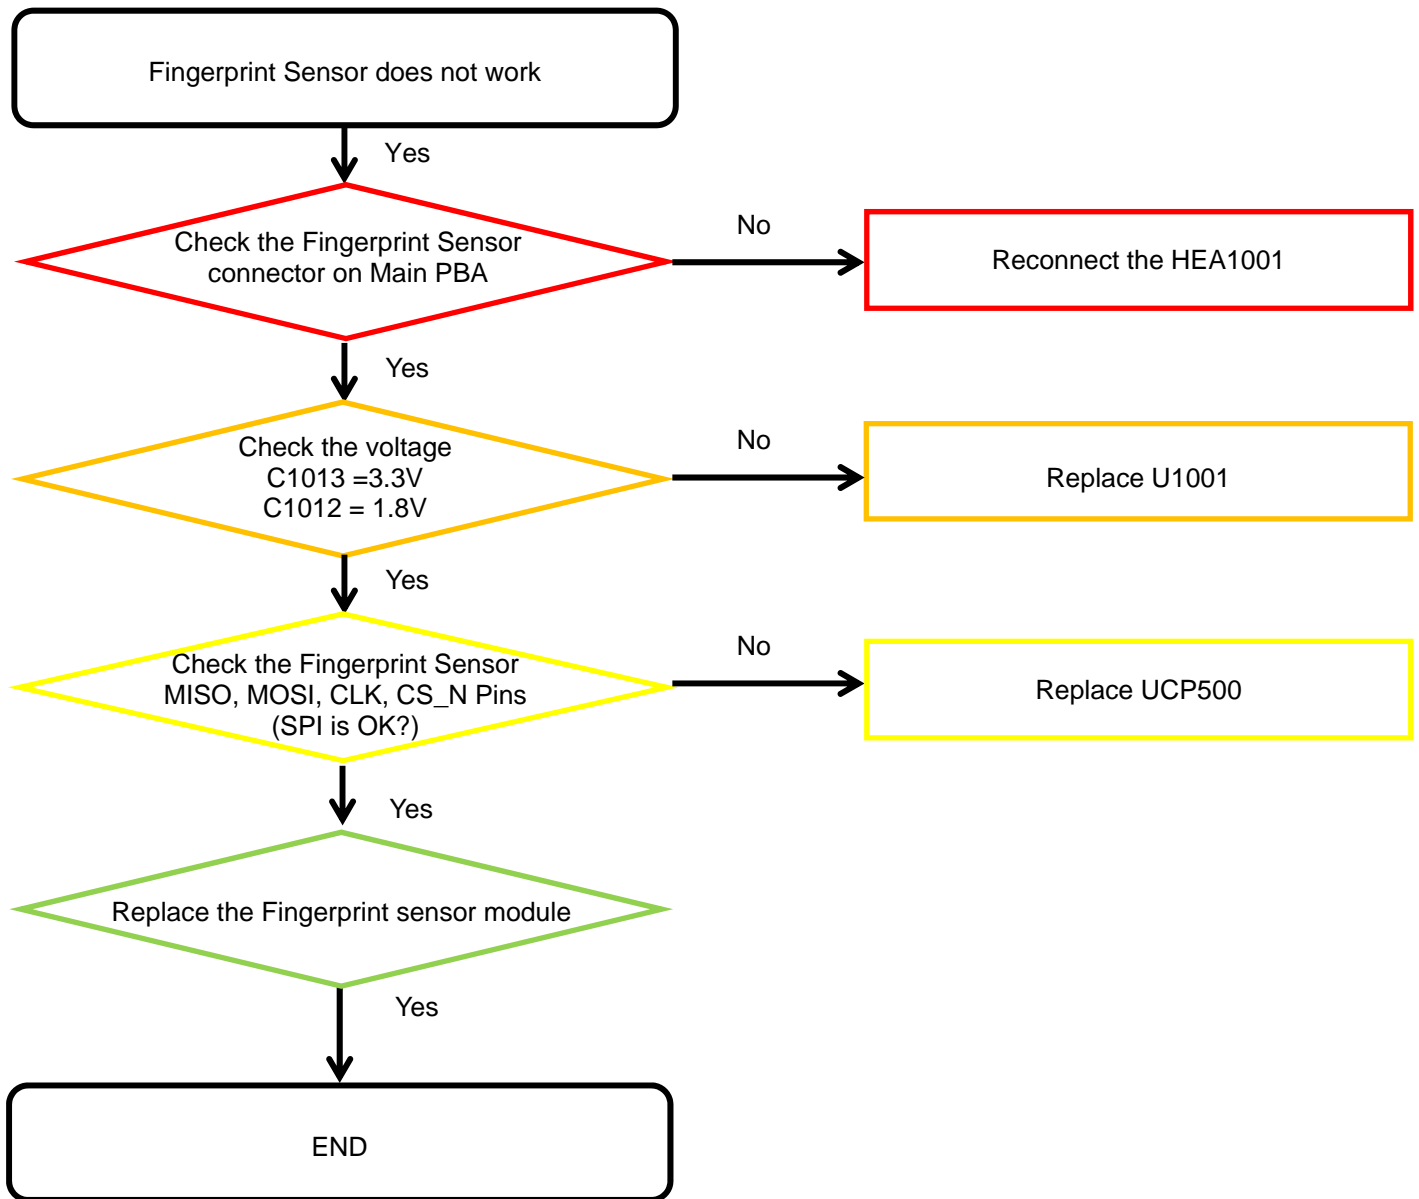 Fingerprint Sensor does not work
Yes
Check the Fingerprint Sensor
connector on Main PBA
No
Reconnect the HEA1001
Yes
Check the voltage
C1013 =3.3V
C1012 = 1.8V
No
Replace U1001
Yes
Check the Fingerprint Sensor
MISO, MOSI, CLK, CS_N Pins
(SPI is OK?)
No
Replace UCP500
Yes
Replace the Fingerprint sensor module
Yes
END